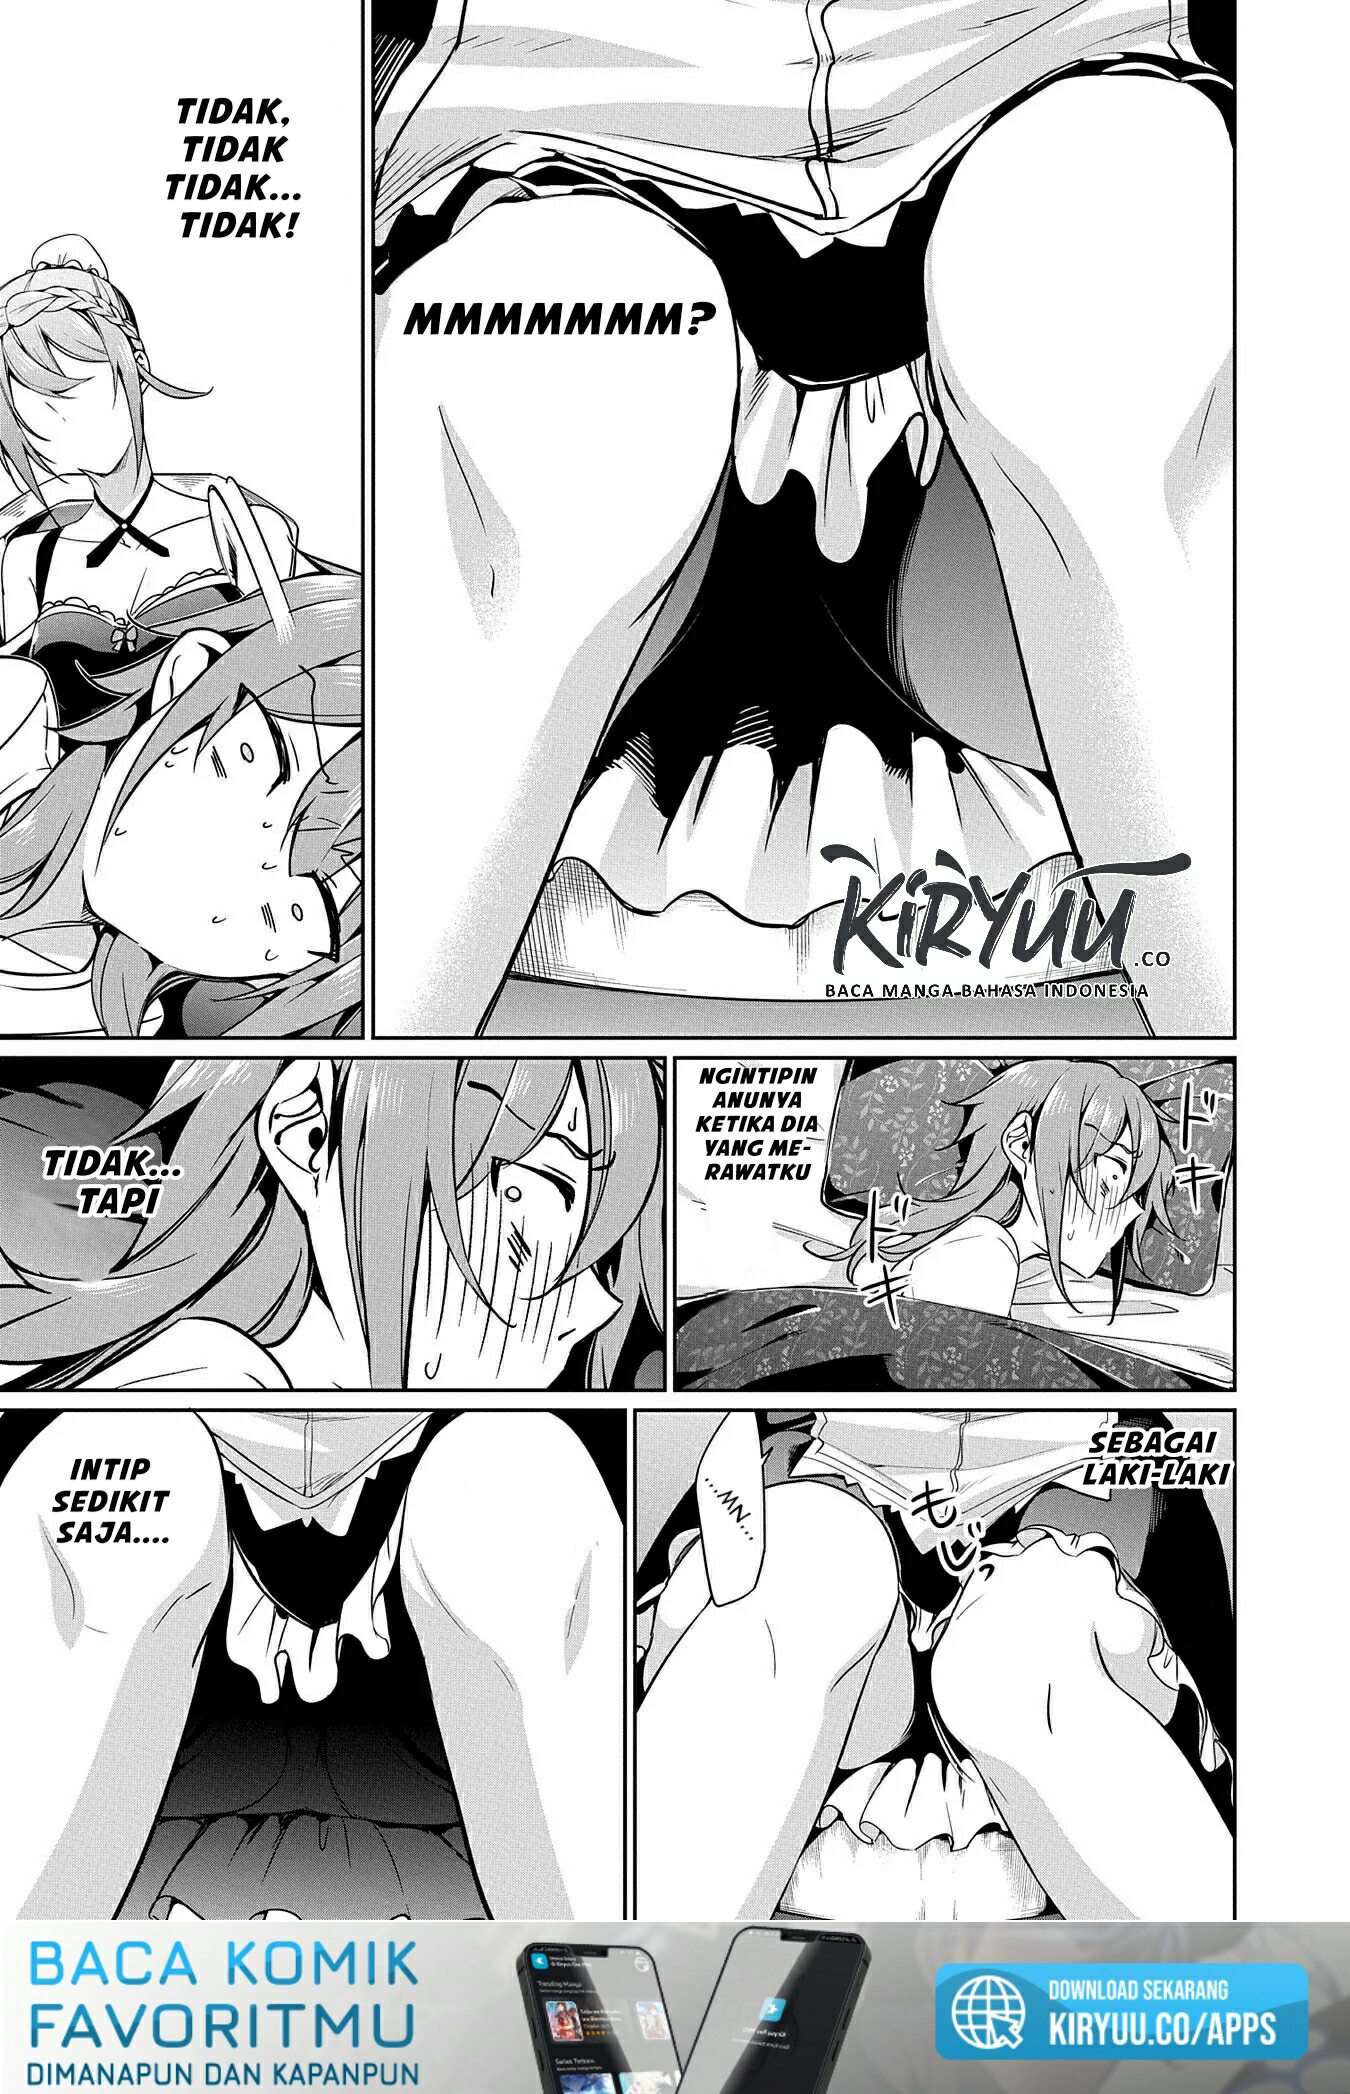 MMMMMMM?
TIDAK,
TIDAK
TIDAK...
TIDAK!
KiRYUU.CO
BACA MANGA BAHASA INDONESIA
NGINTIPIN
ANUNYA
KETIKA DIA
YANG ME-
RAWATKU
ドキ
ドキ
TIDAK...
TAPI
SEBAGAI
LAKI-LAKI
...MN...
もじっ
INTIP
SEDIKIT
SAJA....
BACA KOMIK
FAVORITMU
DIMANAPUN DAN KAPANPUN
Trending Manga
DOWNLOAD SEKARANG
KIRYUU.CO/APPS